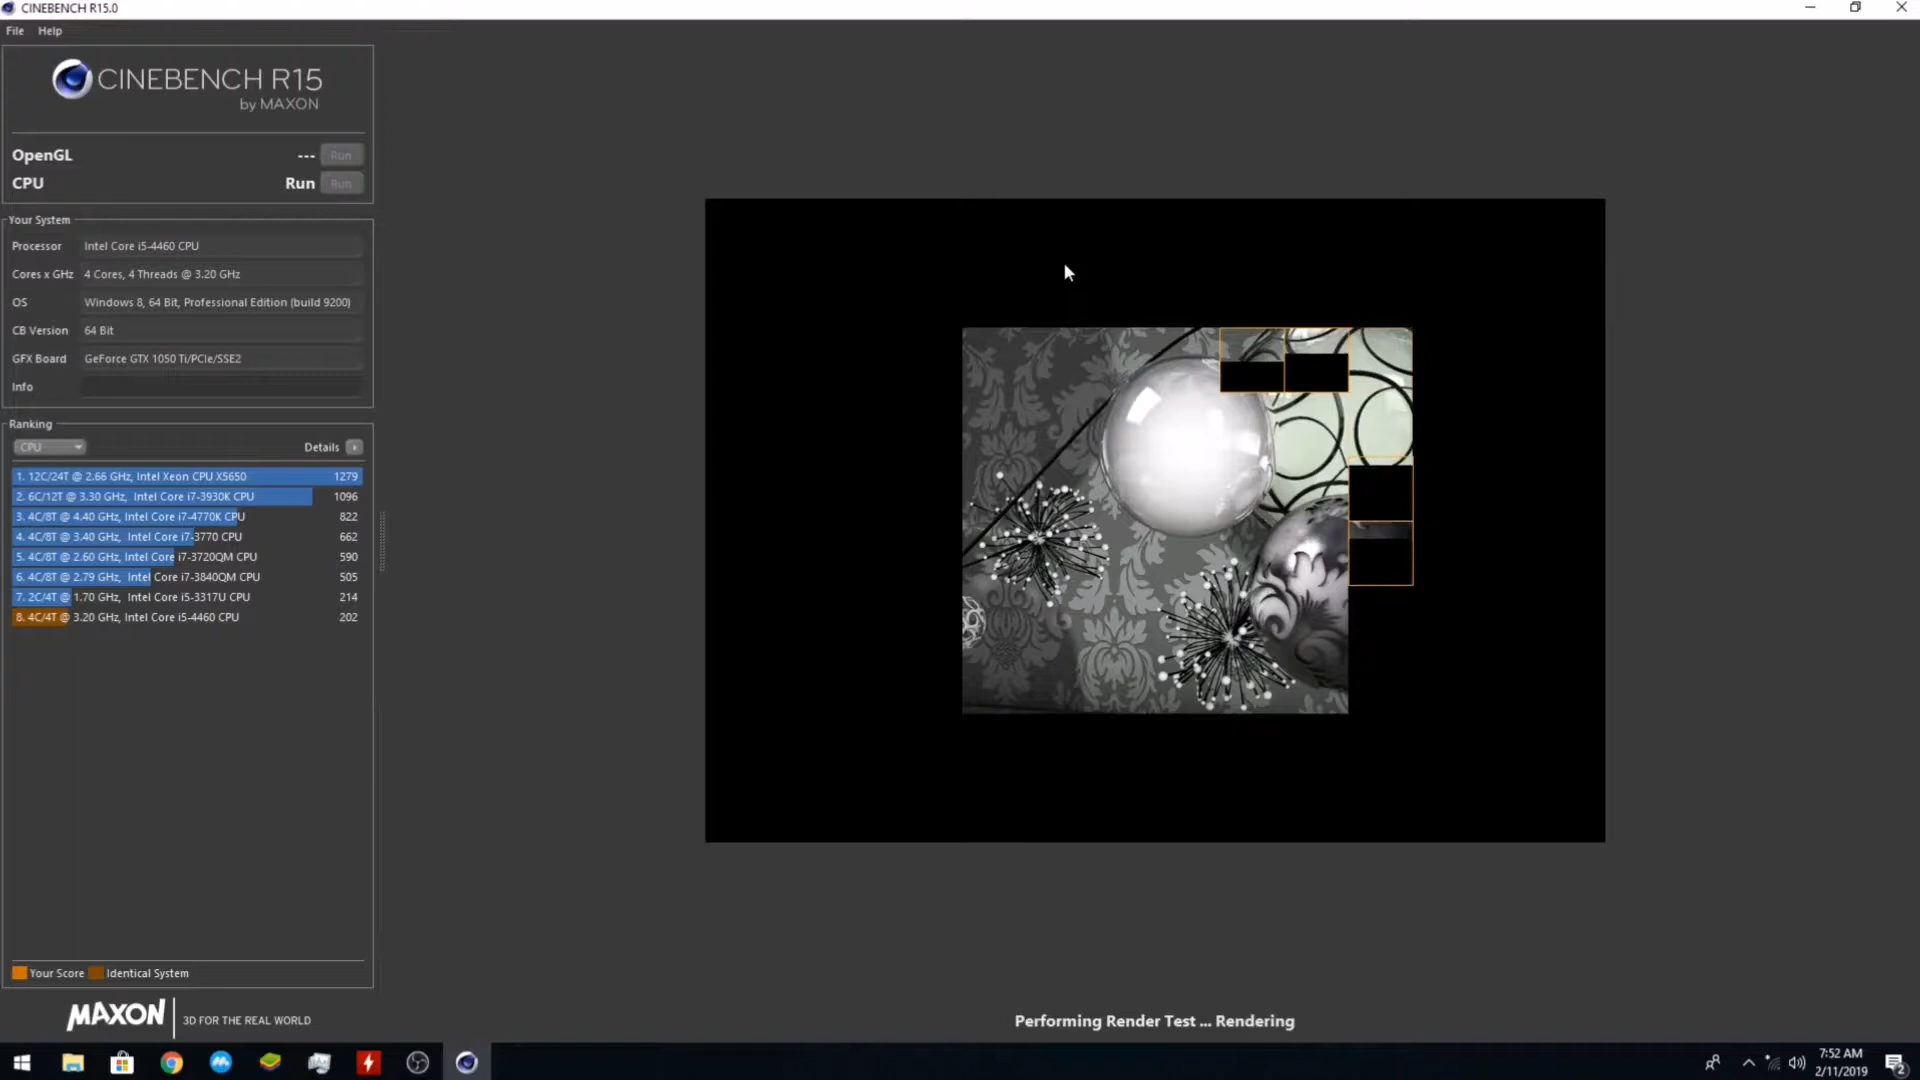 CINEBENCH R15.0
File Help
CINEBENCH R15
by MAXON
OpenGL --- Run
CPU Run Run
Your System
Processor Intel Core i5-4460 CPU
Cores x GHz 4 Cores, 4 Threads @ 3.20 GHz
OS Windows 8, 64 Bit, Professional Edition (build 9200)
CB Version 64 Bit
GFX Board GeForce GTX 1050 Ti/PCIe/SSE2
Info
Ranking
CPU Details
1. 12C/24T @ 2.66 GHz, Intel Xeon CPU X5650 1279
2. 6C/12T @ 3.30 GHz, Intel Core i7-3930K CPU 1096
3. 4C/8T @ 4.40 GHz, Intel Core i7-4770K CPU 822
4. 4C/8T @ 3.40 GHz, Intel Core i7-3770 CPU 662
5. 4C/8T @ 2.60 GHz, Intel Core i7-3720QM CPU 590
6. 4C/8T @ 2.79 GHz, Intel Core i7-3840QM CPU 505
7. 2C/4T @ 1.70 GHz, Intel Core i5-3317U CPU 214
8. 4C/4T @ 3.20 GHz, Intel Core i5-4460 CPU 202
Your Score Identical System
MAXON 3D FOR THE REAL WORLD
Performing Render Test ... Rendering
7:52 AM
2/11/2019
2